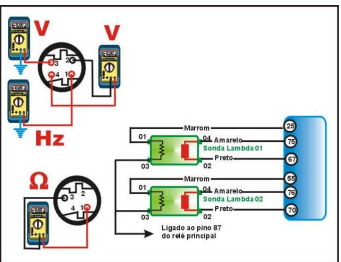 V
V
3 2
4 1
Hz
Ω
3 2
4 1
Marrom
25
01
04
Amarelo
75
Sonda Lambda 01
Preto
67
03
02
Marrom
55
01
04
Amarelo
76
Sonda Lambda 02
Preto
70
03
02
Ligado ao pino 87
do relé principal